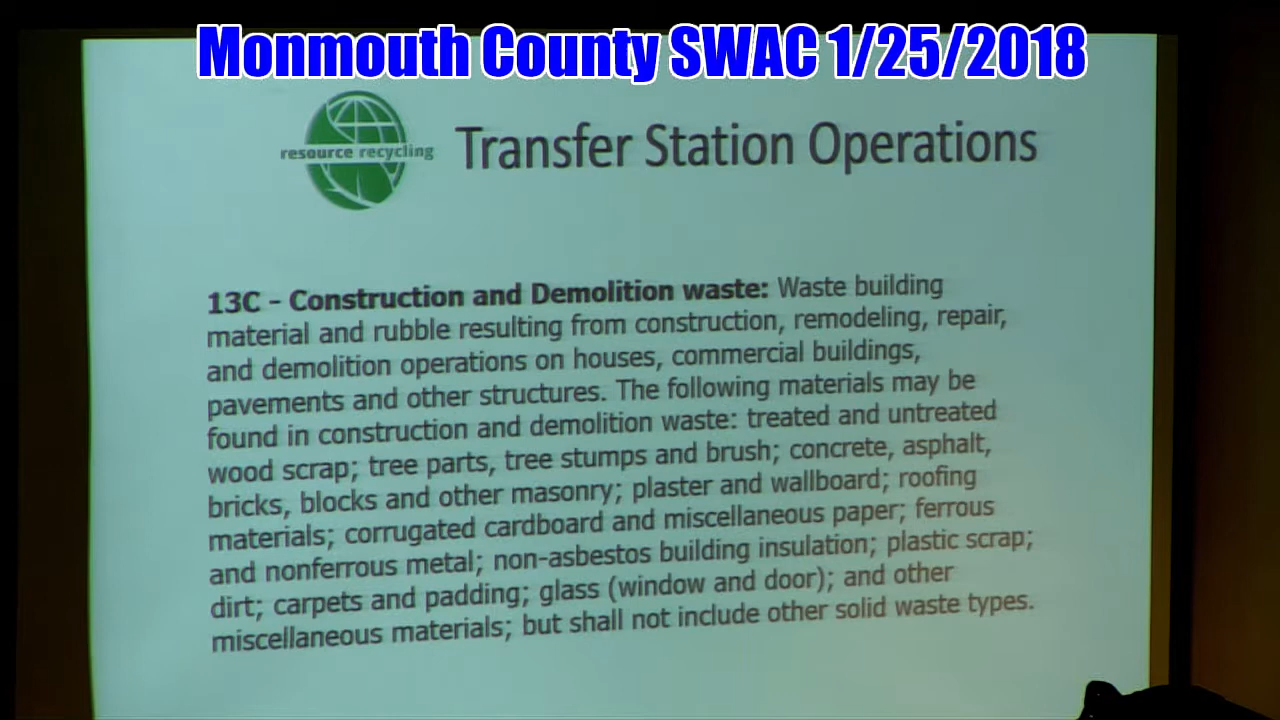 Monmouth County SWAC 1/25/2018
resource recycling
Transfer Station Operations
13C - Construction and Demolition waste: Waste building
material and rubble resulting from construction, remodeling, repair,
and demolition operations on houses, commercial buildings,
pavements and other structures. The following materials may be
found in construction and demolition waste: treated and untreated
wood scrap; tree parts, tree stumps and brush; concrete, asphalt,
bricks, blocks and other masonry; plaster and wallboard; roofing
materials; corrugated cardboard and miscellaneous paper; ferrous
and nonferrous metal; non-asbestos building insulation; plastic scrap;
dirt; carpets and padding; glass (window and door); and other
miscellaneous materials; but shall not include other solid waste types.